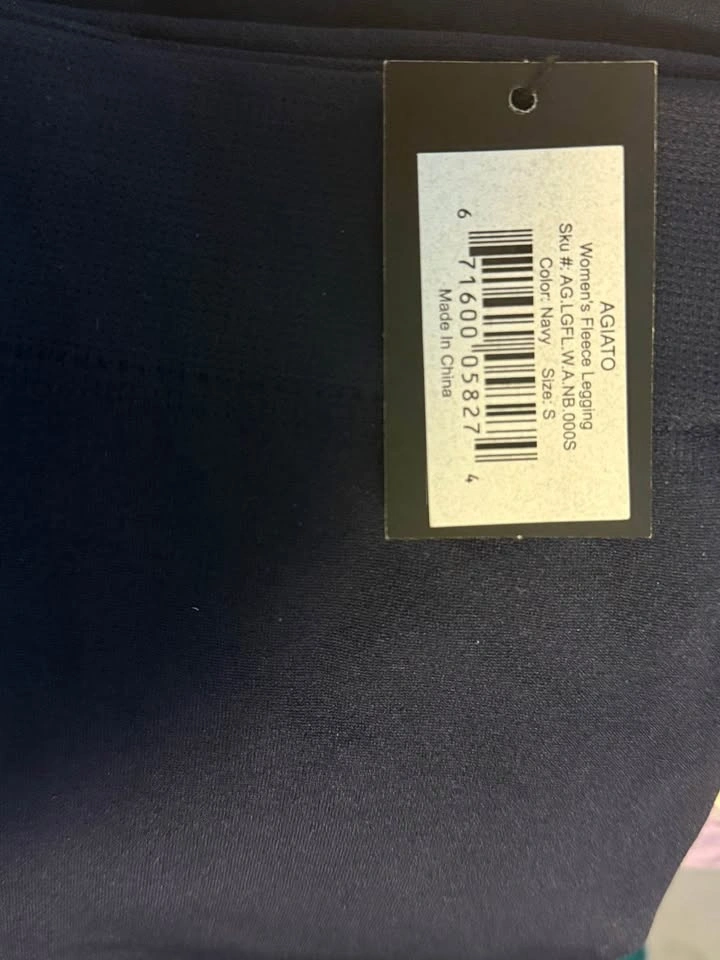 AGIATO
Women's Fleece Legging
Sku #: AG.LGFL.W.A.NB.000S
Color: Navy Size: S
6 71600 05827 4
Made In China